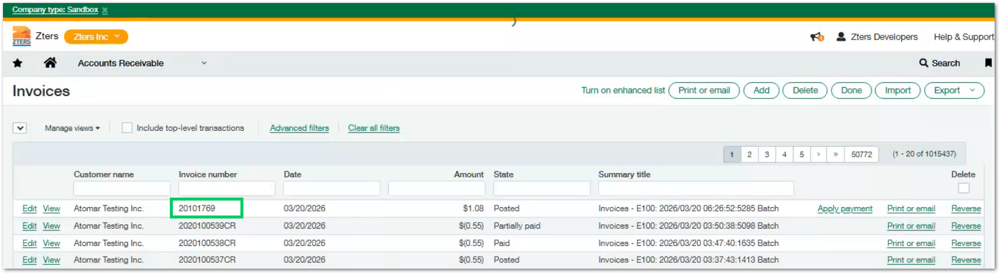 Company type: Sandbox x
ZTERS Zters Zters Inc 3 Zters Developers Help & Support
Accounts Receivable Search
Invoices Turn on enhanced list Print or email Add Delete Done Import Export
Manage views Include top-level transactions Advanced filters Clear all filters
1 2 3 4 5 › » 50772 (1 - 20 of 1015437)
Customer name Invoice number Date Amount State Summary title Delete
Edit View Atomar Testing Inc. 20101769 03/20/2026 $1.08 Posted Invoices - E100: 2026/03/20 06:26:52:5285 Batch Apply payment Print or email Reverse
Edit View Atomar Testing Inc. 2020100539CR 03/20/2026 $(0.55) Partially paid Invoices - E100: 2026/03/20 03:50:38:5098 Batch Print or email Reverse
Edit View Atomar Testing Inc. 2020100538CR 03/20/2026 $(0.55) Paid Invoices - E100: 2026/03/20 03:47:40:1635 Batch Print or email Reverse
Edit View Atomar Testing Inc. 2020100537CR 03/20/2026 $(0.55) Posted Invoices - E100: 2026/03/20 03:37:43:1413 Batch Print or email Reverse